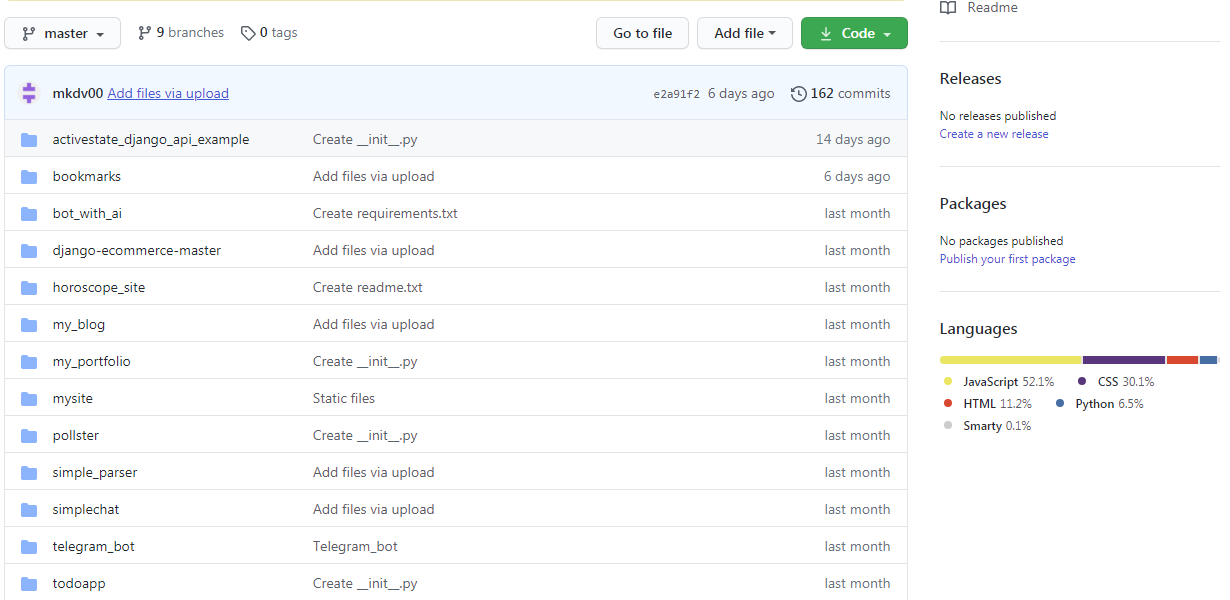 master
9 branches
0 tags
Go to file
Add file
Code
mkdv00 Add files via upload
e2a91f2 6 days ago
162 commits
activestate_django_api_example Create __init__.py 14 days ago
bookmarks Add files via upload 6 days ago
bot_with_ai Create requirements.txt last month
django-ecommerce-master Add files via upload last month
horoscope_site Create readme.txt last month
my_blog Add files via upload last month
my_portfolio Create __init__.py last month
mysite Static files last month
pollster Create __init__.py last month
simple_parser Add files via upload last month
simplechat Add files via upload last month
telegram_bot Telegram_bot last month
todoapp Create __init__.py last month
Readme
Releases
No releases published
Create a new release
Packages
No packages published
Publish your first package
Languages
JavaScript 52.1% CSS 30.1%
HTML 11.2% Python 6.5%
Smarty 0.1%